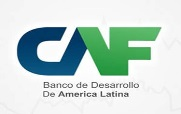 CAF
Banco de Desarrollo
De America Latina